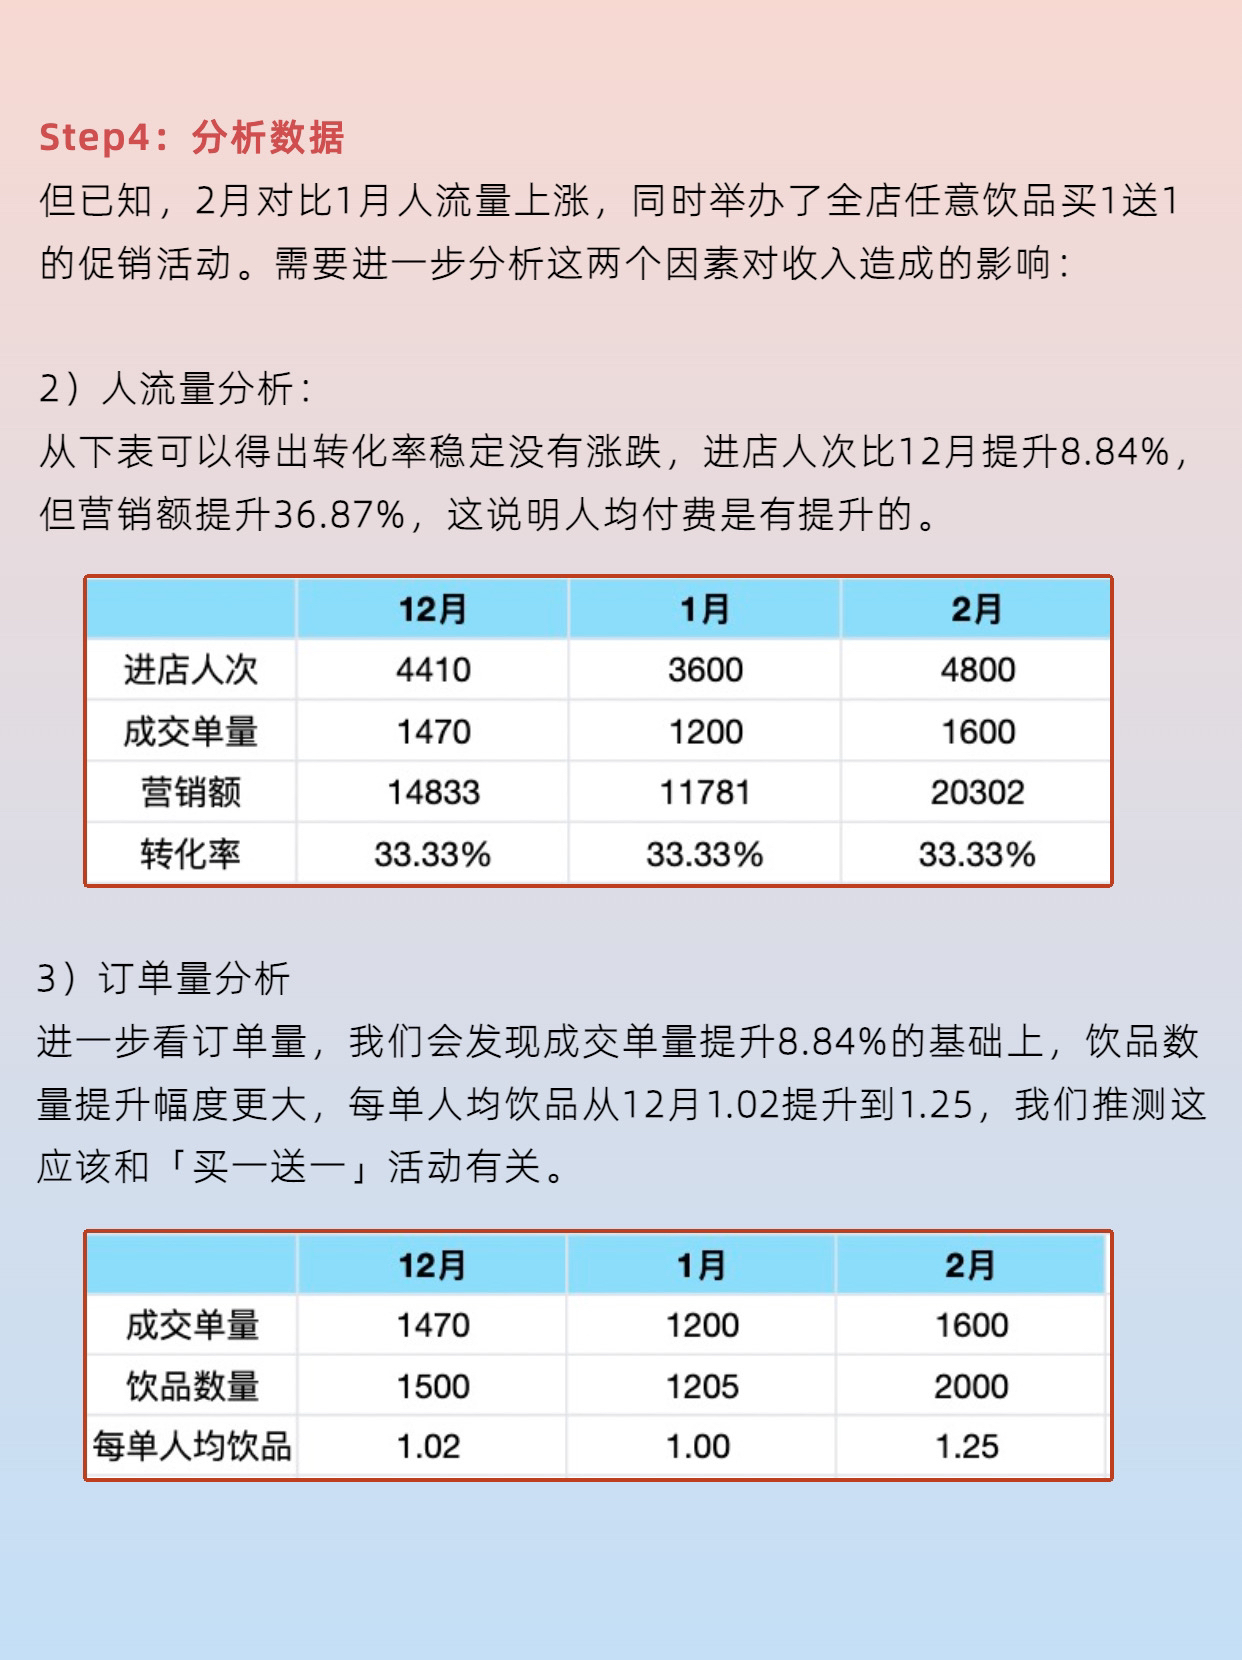 Step4：分析数据
但已知，2月对比1月人流量上涨，同时举办了全店任意饮品买1送1
的促销活动。需要进一步分析这两个因素对收入造成的影响：
2）人流量分析：
从下表可以得出转化率稳定没有涨跌，进店人次比12月提升8.84%，
但营销额提升36.87%，这说明人均付费是有提升的。
12月 1月 2月
进店人次 4410 3600 4800
成交单量 1470 1200 1600
营销额 14833 11781 20302
转化率 33.33% 33.33% 33.33%
3）订单量分析
进一步看订单量，我们会发现成交单量提升8.84%的基础上，饮品数
量提升幅度更大，每单人均饮品从12月1.02提升到1.25，我们推测这
应该和「买一送一」活动有关。
12月 1月 2月
成交单量 1470 1200 1600
饮品数量 1500 1205 2000
每单人均饮品 1.02 1.00 1.25